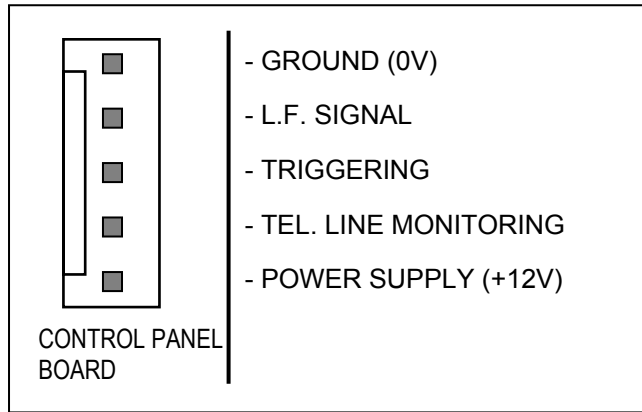 - GROUND (0V)
- L.F. SIGNAL
- TRIGGERING
- TEL. LINE MONITORING
- POWER SUPPLY (+12V)
CONTROL PANEL
BOARD